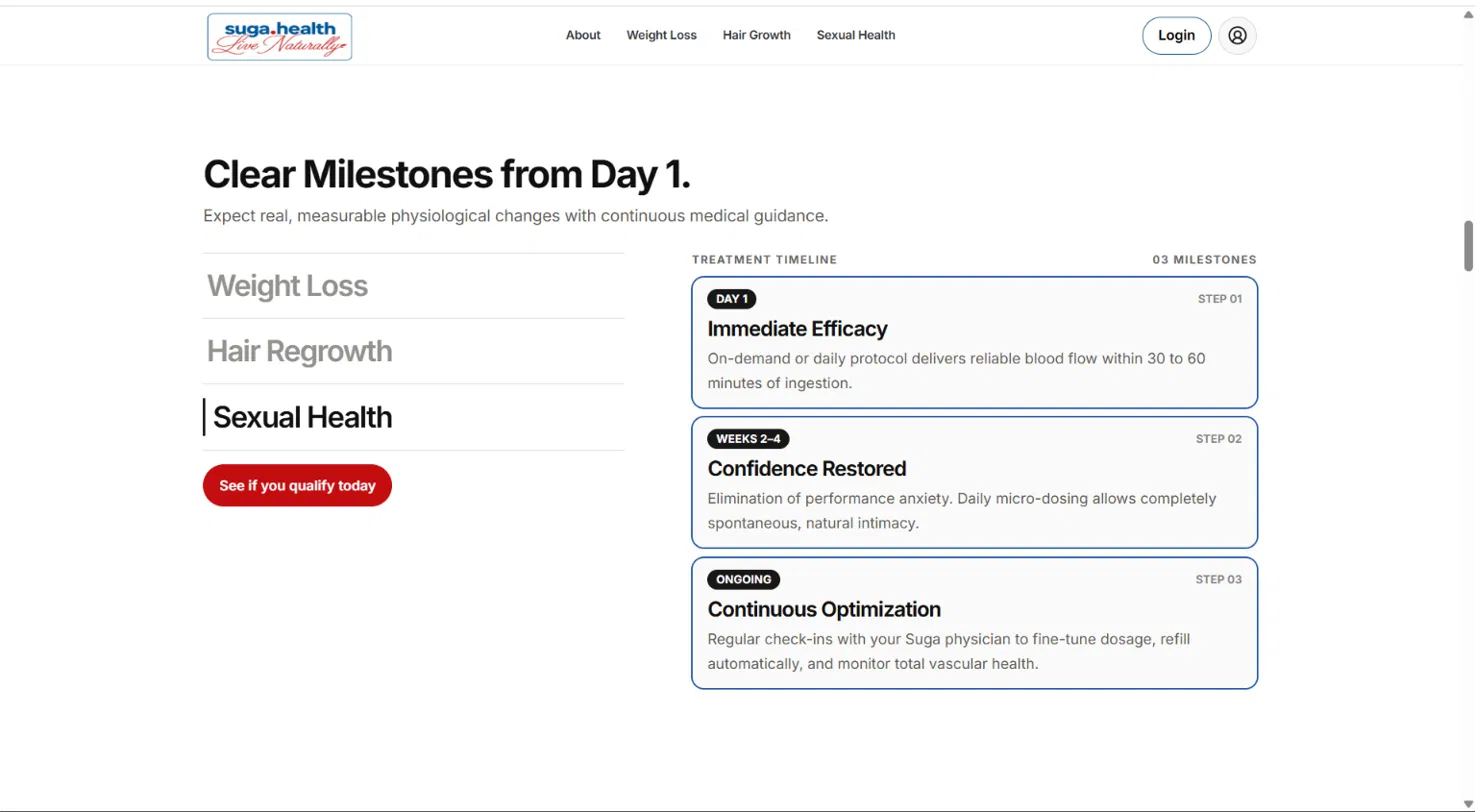 suga.health
Live Naturally
About
Weight Loss
Hair Growth
Sexual Health
Login
Clear Milestones from Day 1.
Expect real, measurable physiological changes with continuous medical guidance.
Weight Loss
Hair Regrowth
Sexual Health
See if you qualify today
TREATMENT TIMELINE
03 MILESTONES
DAY 1
STEP 01
Immediate Efficacy
On-demand or daily protocol delivers reliable blood flow within 30 to 60
minutes of ingestion.
WEEKS 2–4
STEP 02
Confidence Restored
Elimination of performance anxiety. Daily micro-dosing allows completely
spontaneous, natural intimacy.
ONGOING
STEP 03
Continuous Optimization
Regular check-ins with your Suga physician to fine-tune dosage, refill
automatically, and monitor total vascular health.